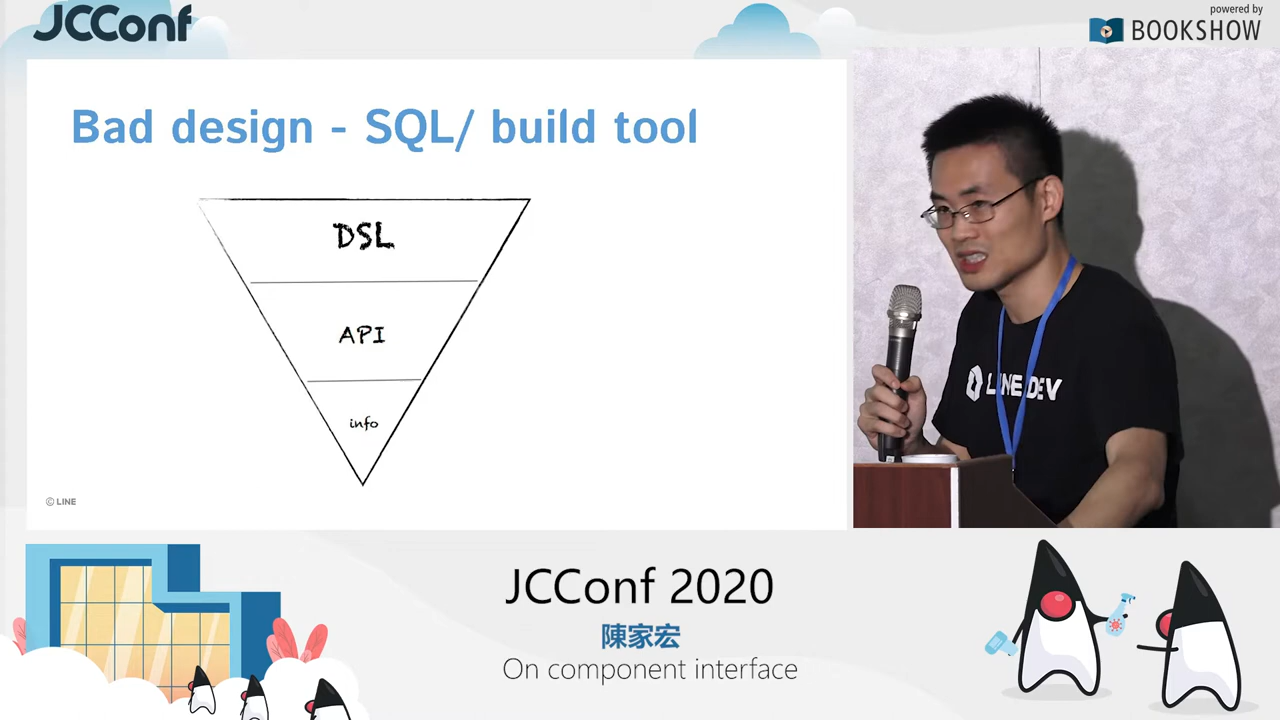 JCConf
powered by
BOOKSHOW
Bad design - SQL/ build tool
DSL
API
info
© LINE
LINE DEV
JCConf 2020
陳家宏
On component interface